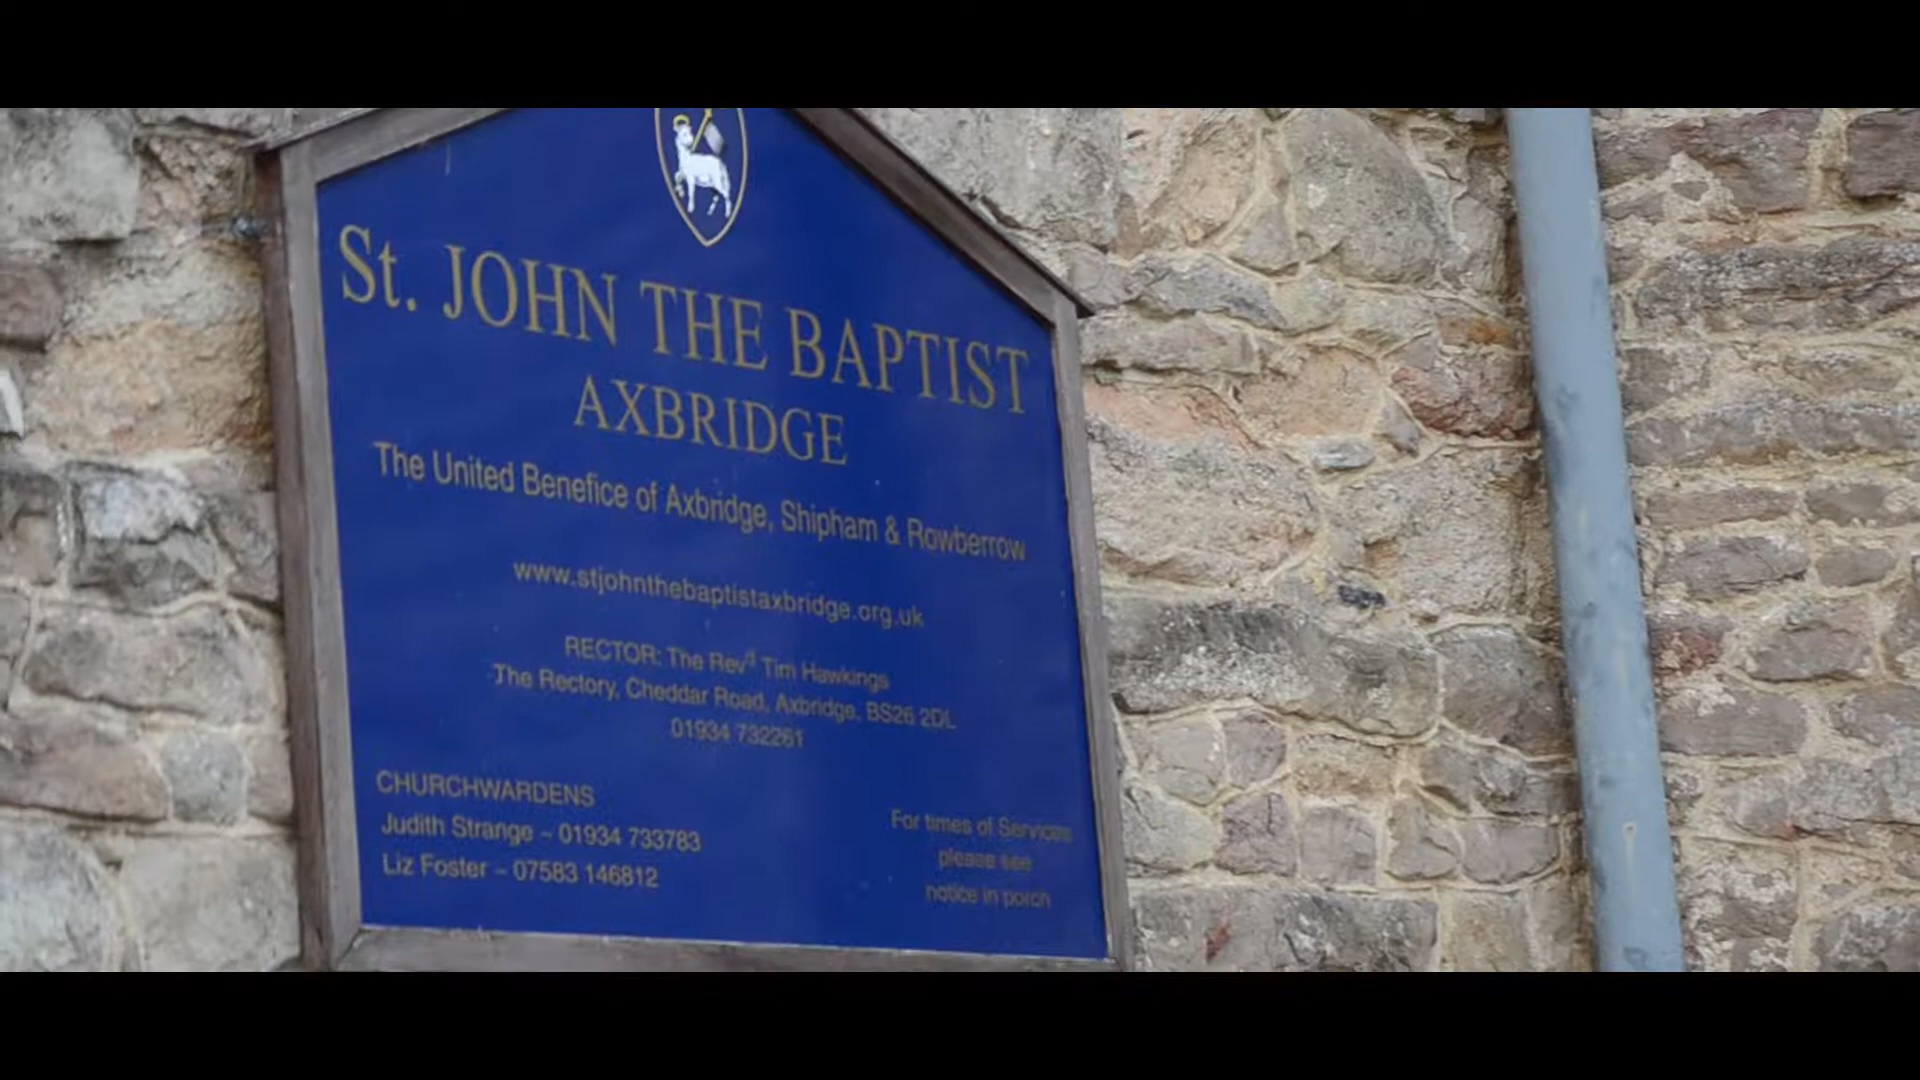 St. JOHN THE BAPTIST
AXBRIDGE
The United Benefice of Axbridge, Shipham & Rowberrow
www.stjohnthebaptistaxbridge.org.uk
RECTOR: The Revd Tim Hawkings
The Rectory, Cheddar Road, Axbridge, BS26 2DL
01934 732261
CHURCHWARDENS
Judith Strange ~ 01934 733783
Liz Foster ~ 07583 146812
For times of Services
please see
notice in porch